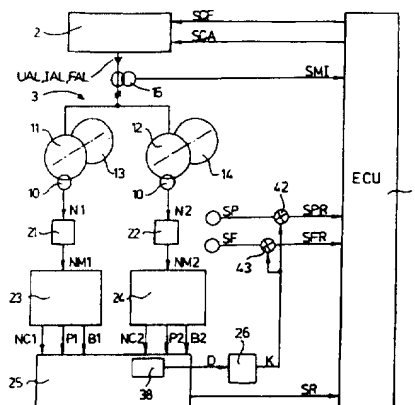 2
SCF
SCA
UAL,IAL,FAL
3
15
SMI
11
12
13
14
10
10
ECU
N1
N2
SP
42
SPR
21
22
SF
SFR
43
NM1
NM2
23
24
26
NC1
P1
B1
NC2
P2
B2
D
K
25
38
SR